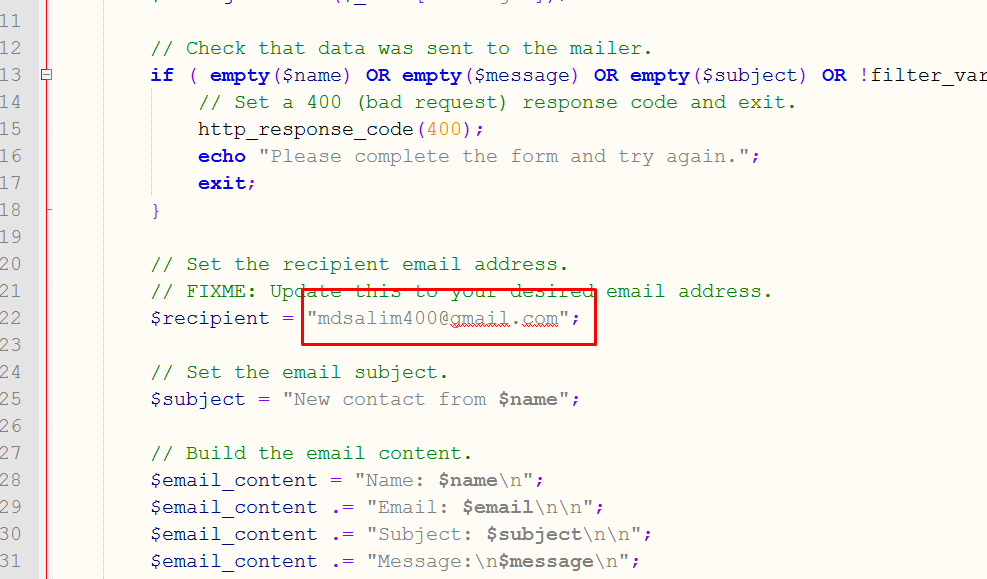 11
12 // Check that data was sent to the mailer.
13 if ( empty($name) OR empty($message) OR empty($subject) OR !filter_var
14 // Set a 400 (bad request) response code and exit.
15 http_response_code(400);
16 echo "Please complete the form and try again.";
17 exit;
18 }
19
20 // Set the recipient email address.
21 // FIXME: Update this to your desired email address.
22 $recipient = "mdsalim400@gmail.com";
23
24 // Set the email subject.
25 $subject = "New contact from $name";
26
27 // Build the email content.
28 $email_content = "Name: $name\n";
29 $email_content .= "Email: $email\n\n";
30 $email_content .= "Subject: $subject\n\n";
31 $email_content .= "Message:\n$message\n";